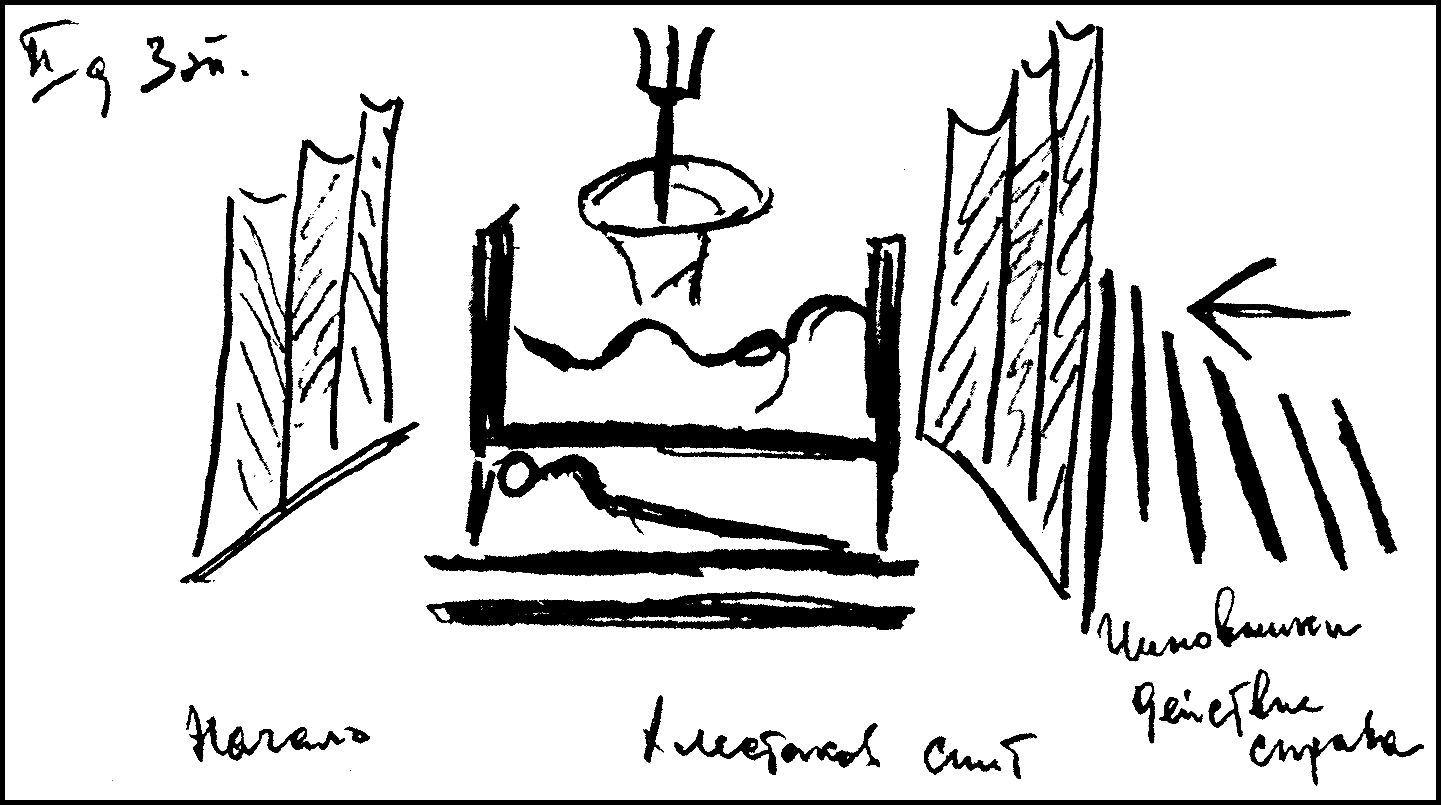 II д 3 эп.
Начало
Хлестаков спит
Чиновники
действие
справа